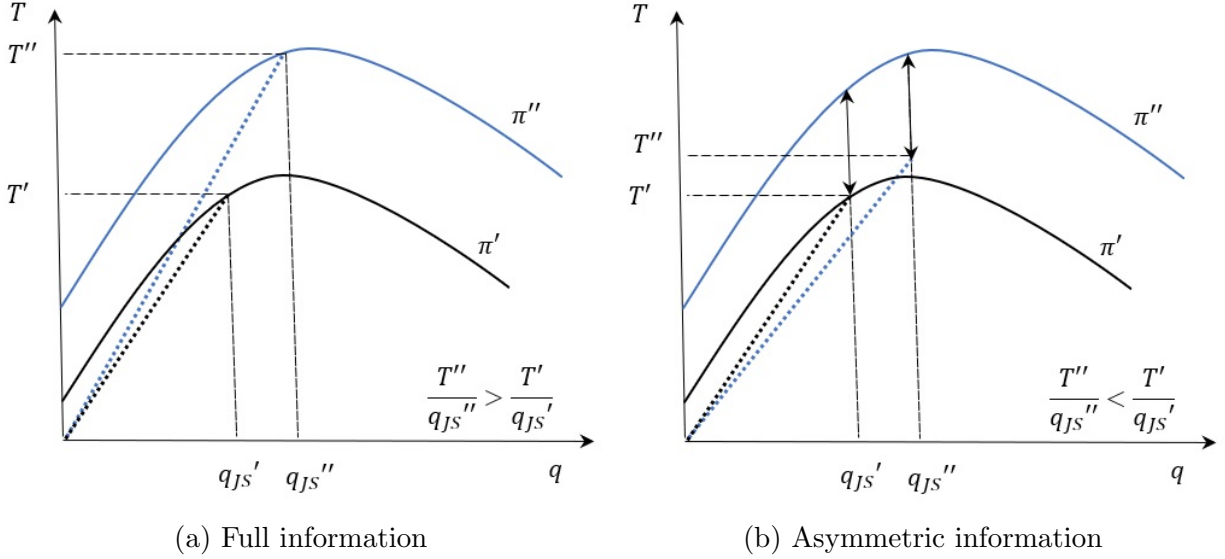 T
T″
T′
π″
π′
T″/q_JS″ > T′/q_JS′
q_JS′
q_JS″
q
(a) Full information
T
T″
T′
π″
π′
T″/q_JS″ < T′/q_JS′
q_JS′
q_JS″
q
(b) Asymmetric information